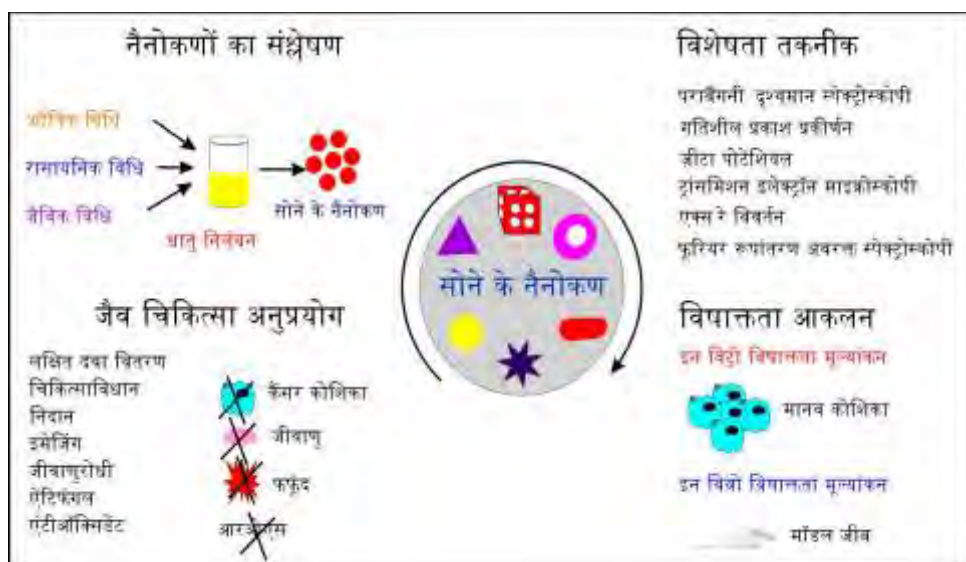 नैनोकणों का संश्लेषण
भौतिक विधि
रासायनिक विधि
जैविक विधि
धातु निलंबन
सोने के नैनोकण
विशेषता तकनीक
पराबैंगनी दृश्यमान स्पेक्ट्रोस्कोपी
गतिशील प्रकाश प्रकीर्णन
ज़ीटा पोटेंशियल
ट्रांसमिशन इलेक्ट्रॉन माइक्रोस्कोपी
एक्स रे विवर्तन
फूरियर रूपांतरण अवरक्त स्पेक्ट्रोस्कोपी
सोने के नैनोकण
जैव चिकित्सा अनुप्रयोग
लक्षित दवा वितरण
चिकित्साविधान
निदान
इमेजिंग
जीवाणुरोधी
ऐंटिफंगल
एंटीऑक्सिडेंट
कैंसर कोशिका
जीवाणु
फफूंद
आरओएस
विषाक्तता आकलन
इन विट्रो विषाक्तता मूल्यांकन
मानव कोशिका
इन विवो विषाक्तता मूल्यांकन
मॉडल जीव